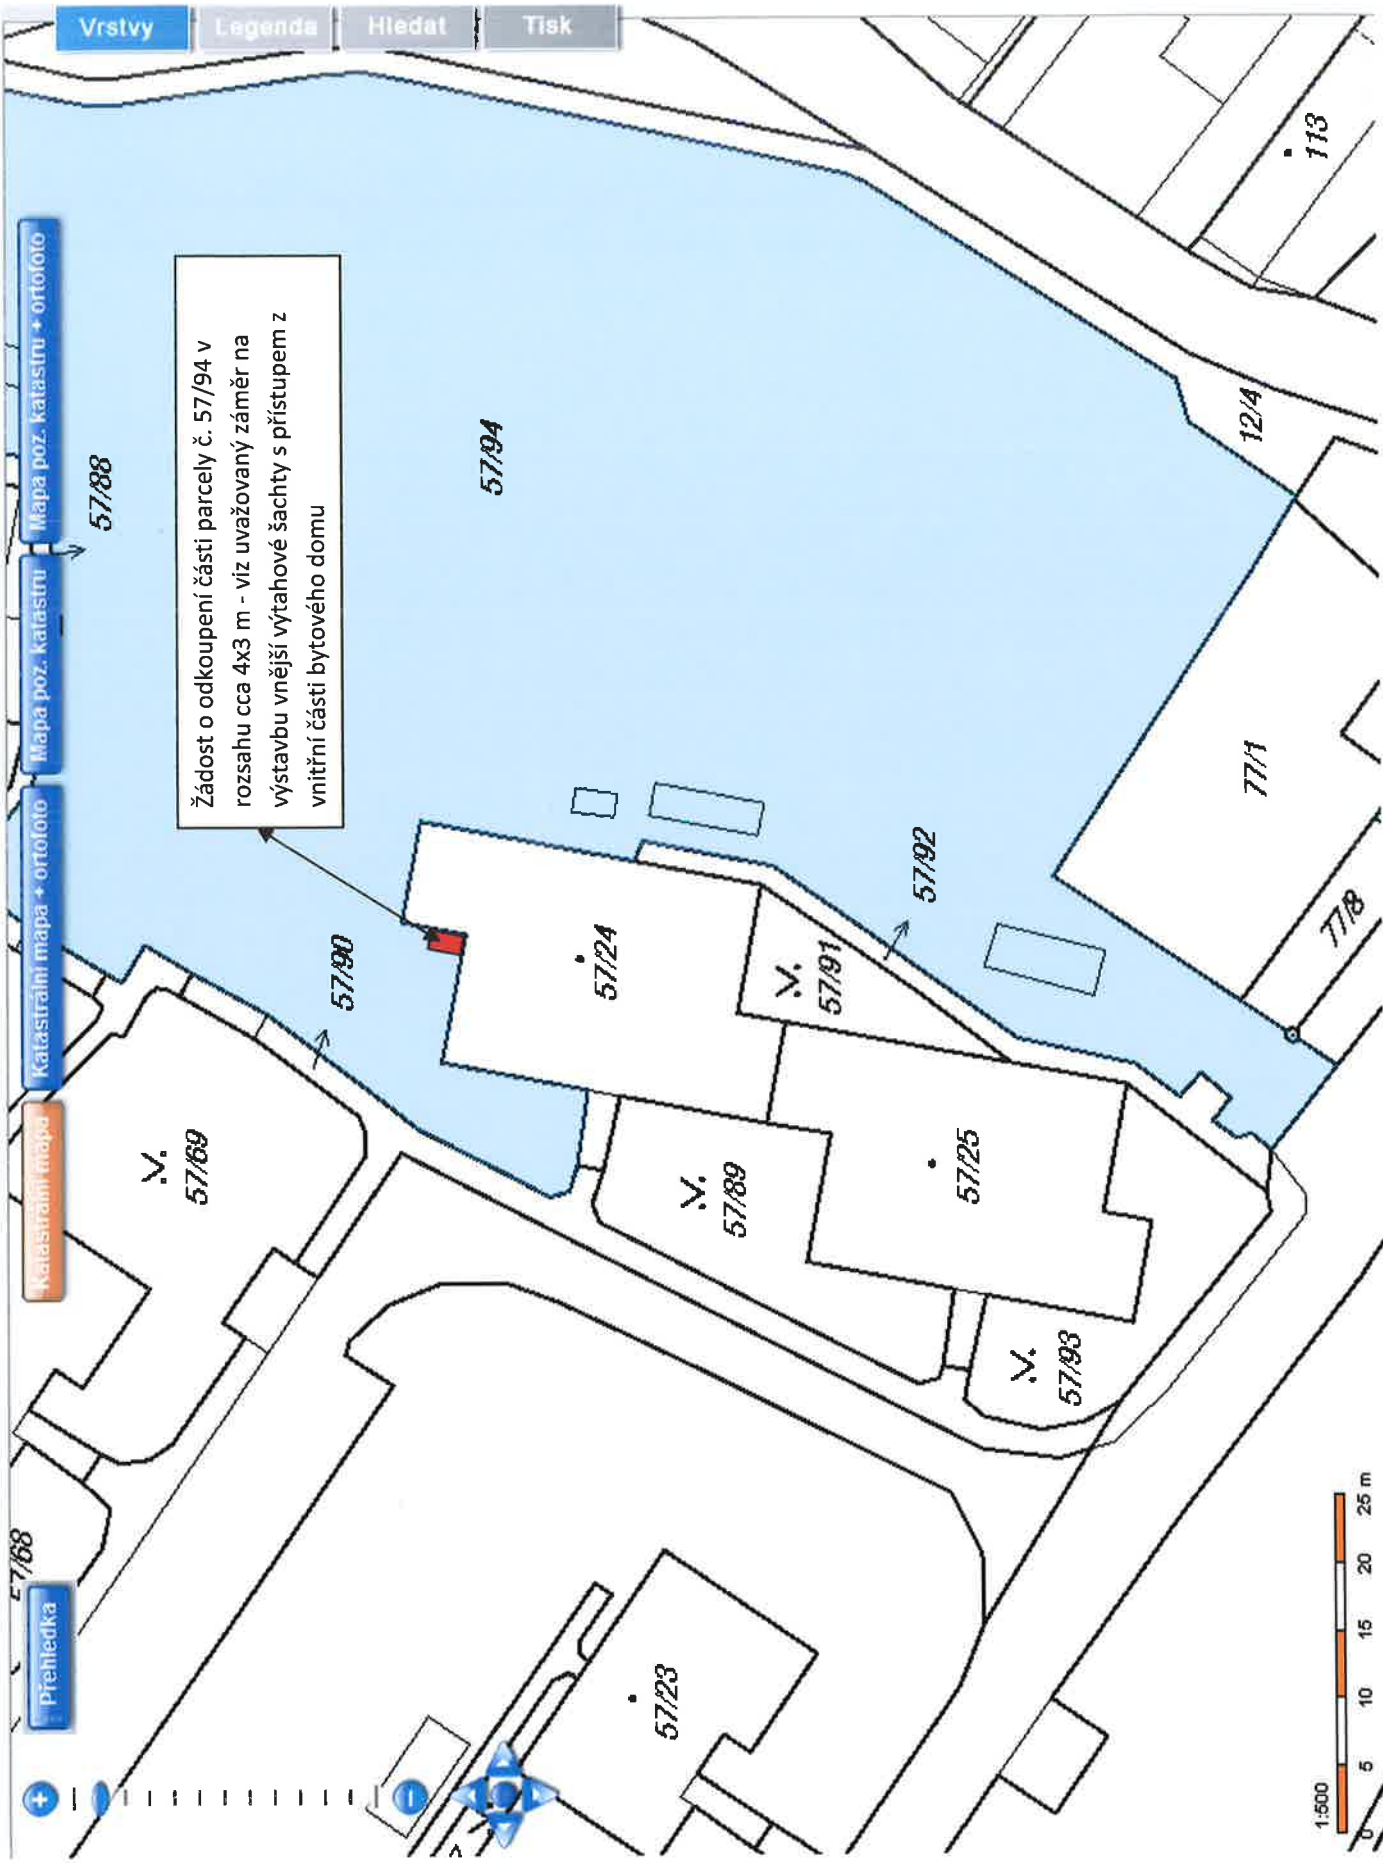 Vrstvy
Legenda
Hledat
Tisk
Přehledka
Katastrální mapa
Katastrální mapa + ortofoto
Mapa poz. katastru
Mapa poz. katastru + ortofoto
57/88
Žádost o odkoupení části parcely č. 57/94 v
rozsahu cca 4x3 m - viz uvažovaný záměr na
výstavbu vnější výtahové šachty s přístupem z
vnitřní části bytového domu
57/94
57/90
57/69
57/68
57/24
57/91
57/92
57/89
57/25
57/93
57/23
77/1
77/8
12/4
113
1:500
0 5 10 15 20 25 m